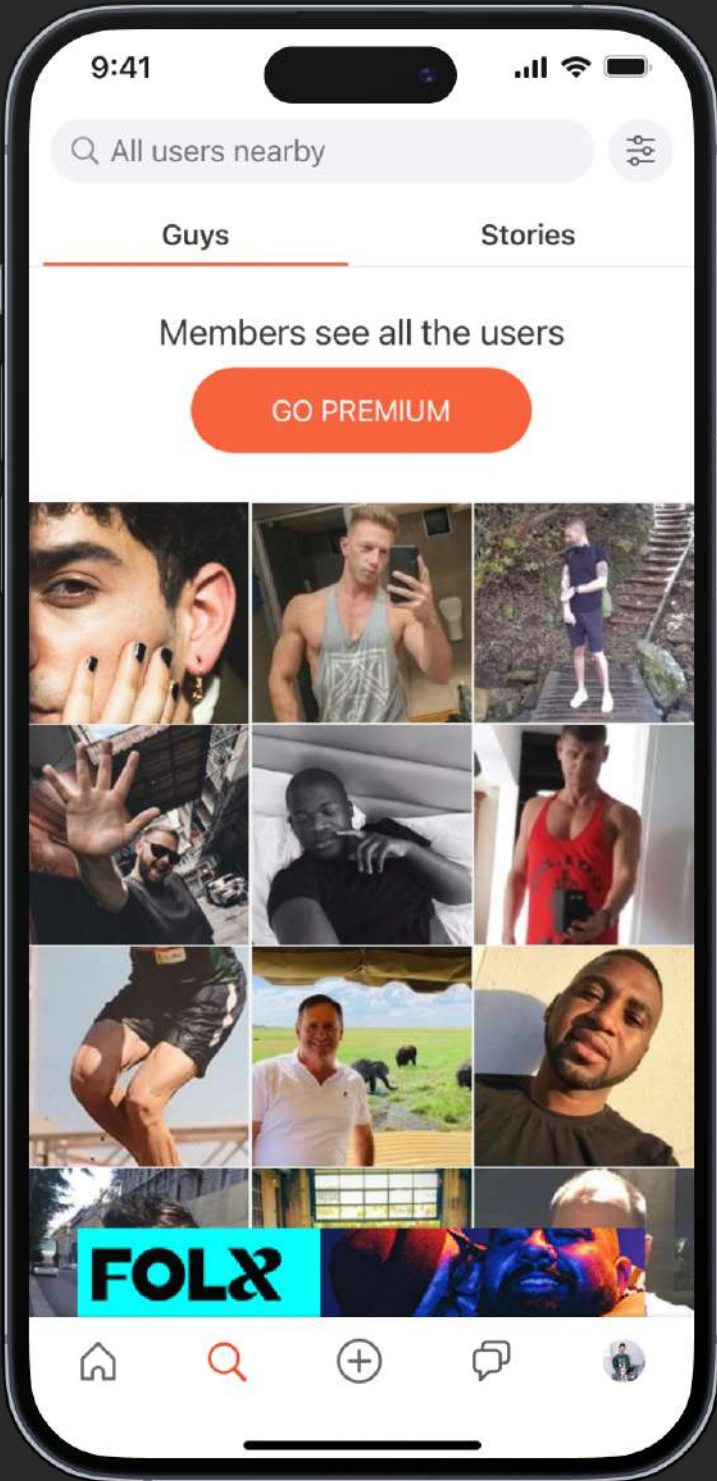 9:41
All users nearby
Guys
Stories
Members see all the users
GO PREMIUM
FOLX